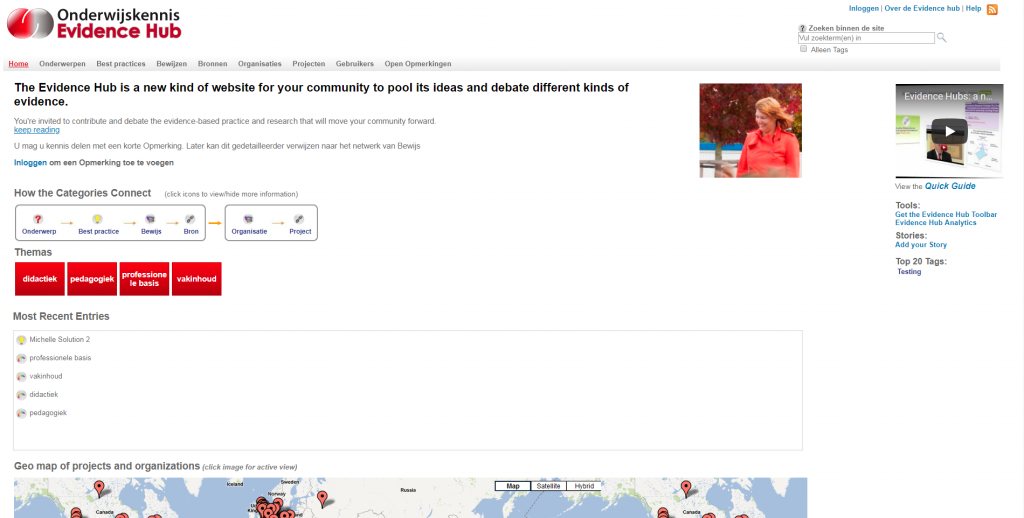 Onderwijskennis
Evidence Hub
Inloggen | Over de Evidence hub | Help
Zoeken binnen de site
Vul zoekterm(en) in
Alleen Tags
Home Onderwerpen Best practices Bewijzen Bronnen Organisaties Projecten Gebruikers Open Opmerkingen
The Evidence Hub is a new kind of website for your community to pool its ideas and debate different kinds of
evidence.
You're invited to contribute and debate the evidence-based practice and research that will move your community forward.
keep reading
U mag u kennis delen met een korte Opmerking. Later kan dit gedetailleerder verwijzen naar het netwerk van Bewijs
Inloggen om een Opmerking toe te voegen
Evidence Hubs: a n...
View the Quick Guide
Tools:
Get the Evidence Hub Toolbar
Evidence Hub Analytics
Stories:
Add your Story
Top 20 Tags:
Testing
How the Categories Connect (click icons to view/hide more information)
Onderwerp Best practice Bewijs Bron Organisatie Project
Themas
didactiek pedagogiek professione vakinhoud
le basis
Most Recent Entries
Michelle Solution 2
professionele basis
vakinhoud
didactiek
pedagogiek
Geo map of projects and organizations (click image for active view)
Map Satellite Hybrid
Iceland Sweden
Norway
Russia
Canada
Canada